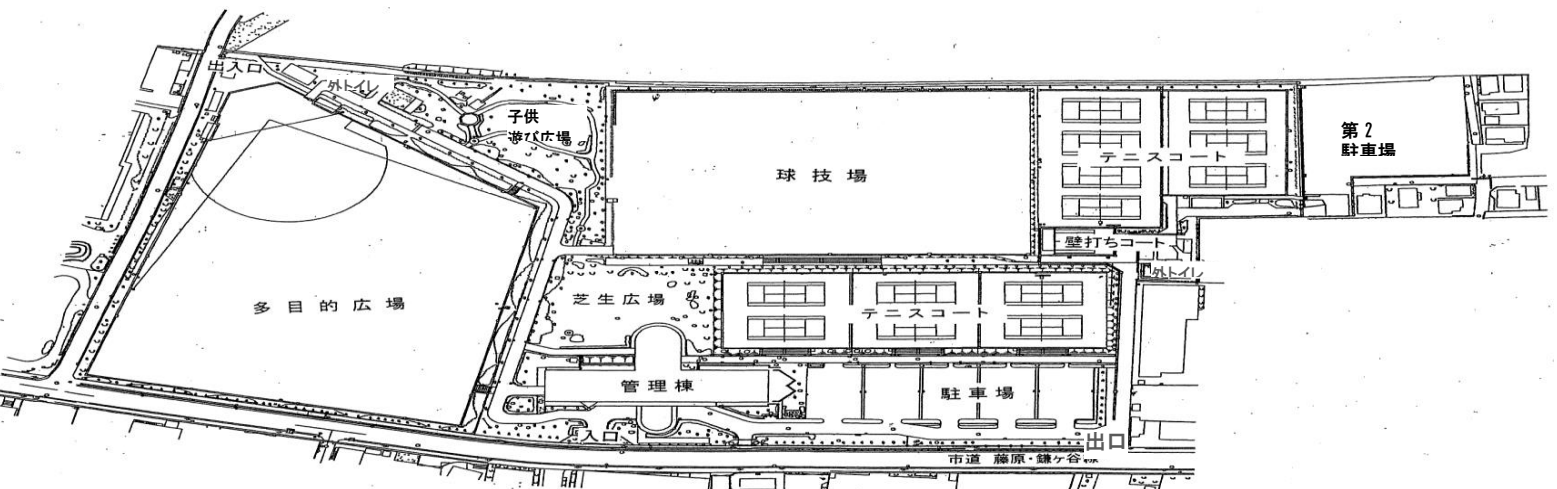 出入口
外トイレ
子供
遊び広場
球技場
テニスコート
第2
駐車場
壁打ちコート
外トイレ
多目的広場
芝生広場
テニスコート
管理棟
駐車場
入口
出口
市道 藤原・鎌ケ谷線